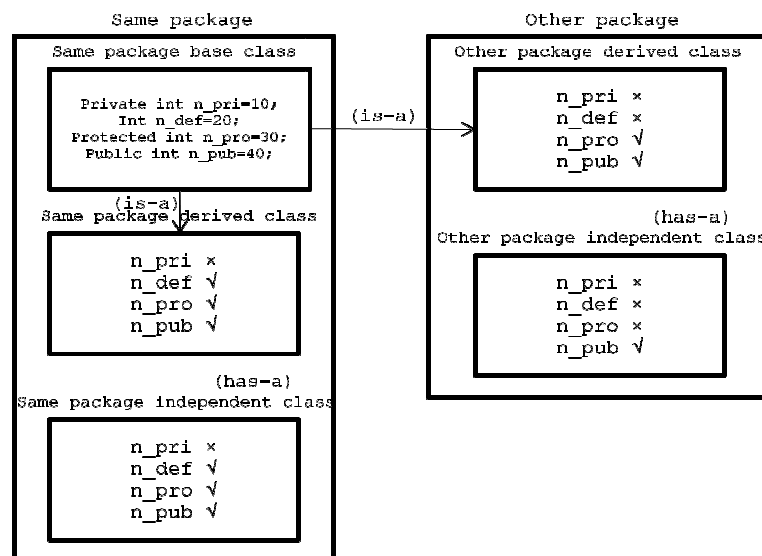 Same package
Same package base class
Private int n_pri=10;
Int n_def=20;
Protected int n_pro=30;
Public int n_pub=40;
(is-a)
Same package derived class
n_pri ×
n_def √
n_pro √
n_pub √
(has-a)
Same package independent class
n_pri ×
n_def √
n_pro √
n_pub √
(is-a)
Other package
Other package derived class
n_pri ×
n_def ×
n_pro √
n_pub √
(has-a)
Other package independent class
n_pri ×
n_def ×
n_pro ×
n_pub √